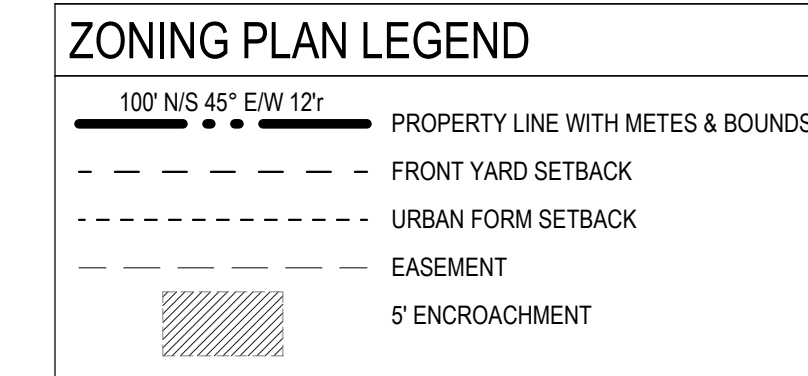 ZONING PLAN LEGEND
100' N/S 45° E/W 12'r
PROPERTY LINE WITH METES & BOUNDS
FRONT YARD SETBACK
URBAN FORM SETBACK
EASEMENT
5' ENCROACHMENT